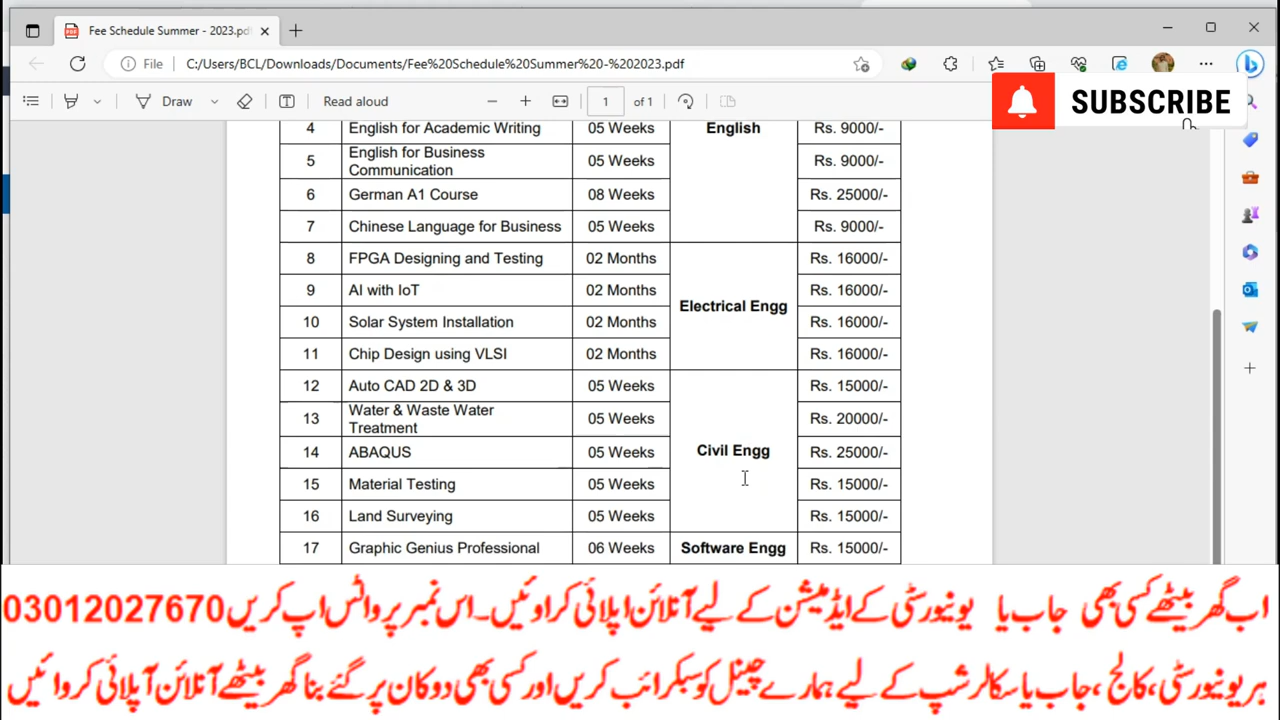 Fee Schedule Summer - 2023.pdf
File C:/Users/BCL/Downloads/Documents/Fee%20Schedule%20Summer%20-%202023.pdf
Draw Read aloud 1 of 1
SUBSCRIBE
4 English for Academic Writing 05 Weeks English Rs. 9000/-
5 English for Business
Communication 05 Weeks Rs. 9000/-
6 German A1 Course 08 Weeks Rs. 25000/-
7 Chinese Language for Business 05 Weeks Rs. 9000/-
8 FPGA Designing and Testing 02 Months Rs. 16000/-
9 AI with IoT 02 Months Rs. 16000/-
Electrical Engg
10 Solar System Installation 02 Months Rs. 16000/-
11 Chip Design using VLSI 02 Months Rs. 16000/-
12 Auto CAD 2D & 3D 05 Weeks Rs. 15000/-
13 Water & Waste Water
Treatment 05 Weeks Rs. 20000/-
14 ABAQUS 05 Weeks Civil Engg Rs. 25000/-
15 Material Testing 05 Weeks Rs. 15000/-
16 Land Surveying 05 Weeks Rs. 15000/-
17 Graphic Genius Professional 06 Weeks Software Engg Rs. 15000/-
اب گھر بیٹھے کسی بھی جاب یا یونیورسٹی کے ایڈمیشن کے لیے آنلائن اپلائی کراوئیں۔ اس نمبر پر واٹس اپ کریں 03012027670
ہر یونیورسٹی، کالج، جاب یا سکالرشپ کے لیے ہمارے چینل کو سبکرائب کریں اور کسی بھی دوکان پر گئے بنا گھر بیٹھے آنلائن آپلائی کروائیں